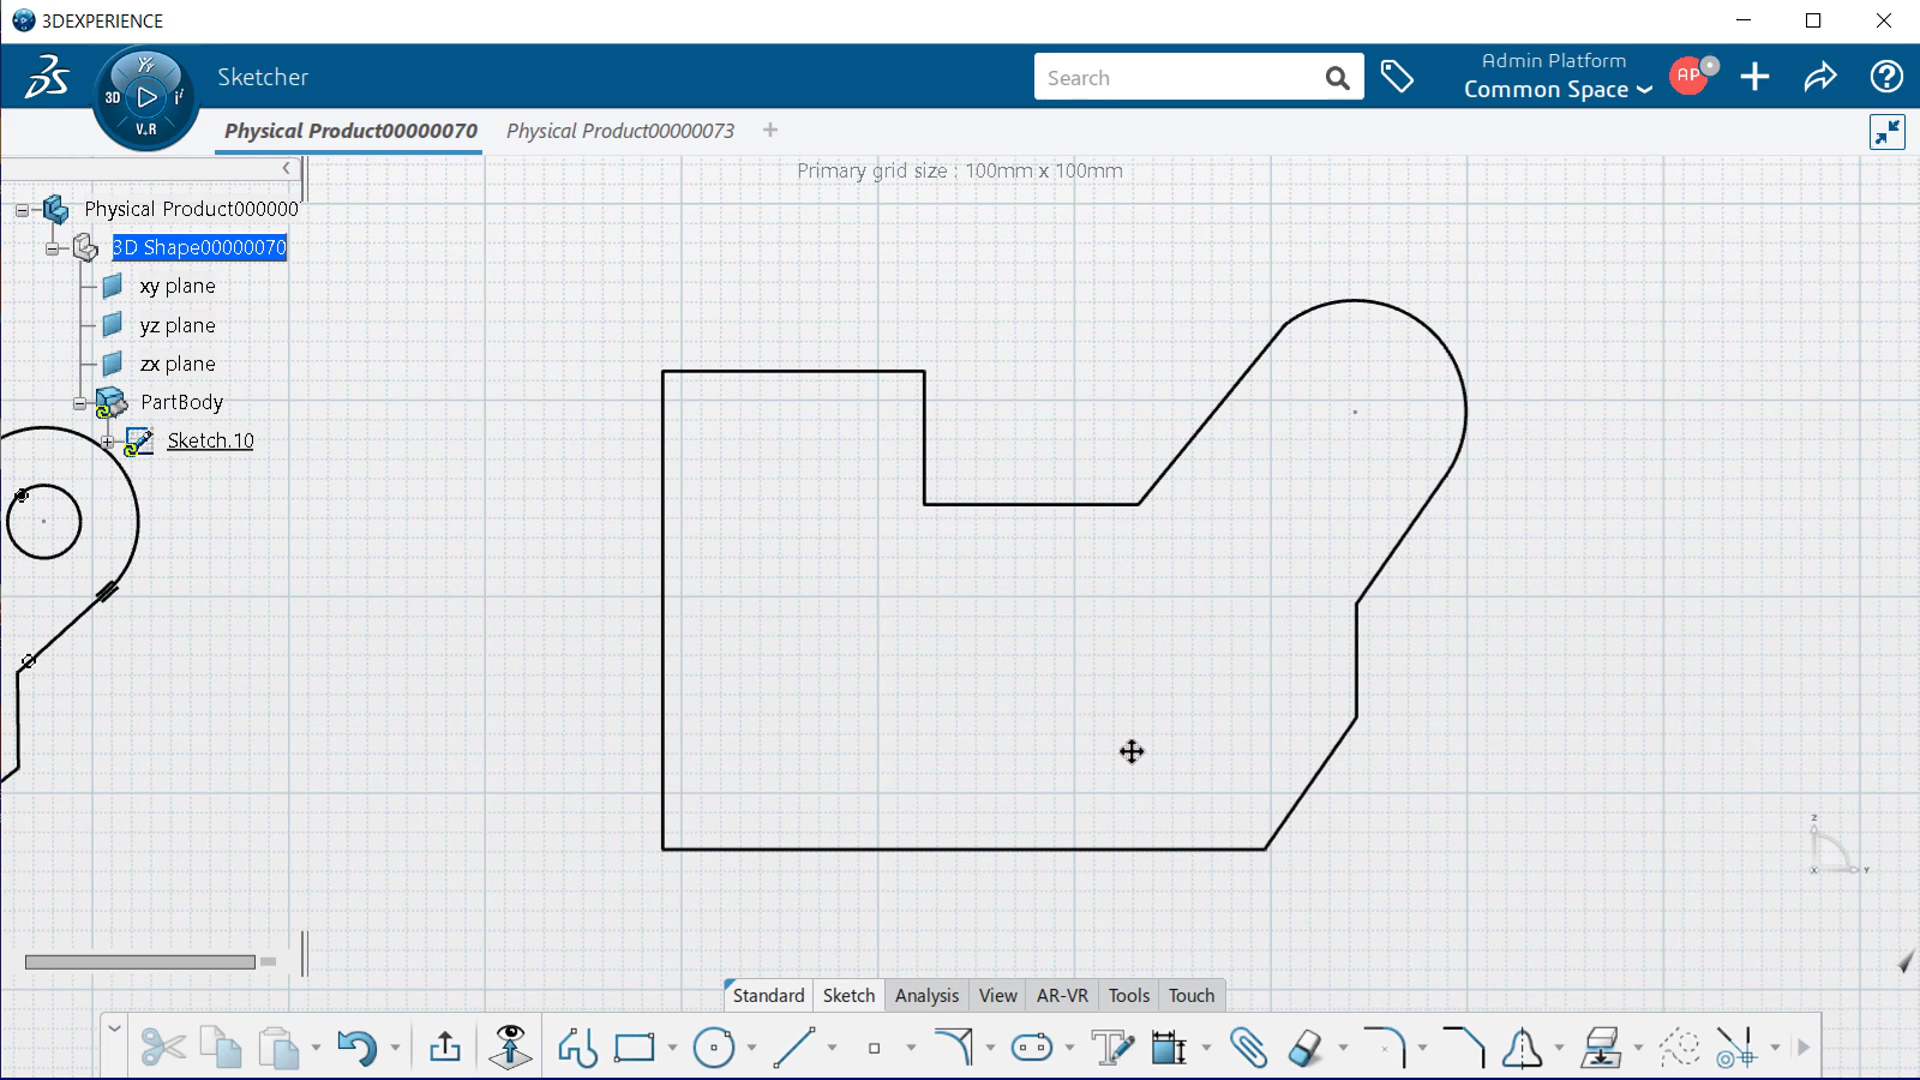 3DEXPERIENCE
Sketcher
Search
Admin Platform
Common Space
AP
3D
V.R
Physical Product00000070
Physical Product00000073
Primary grid size : 100mm x 100mm
Physical Product000000
3D Shape00000070
xy plane
yz plane
zx plane
PartBody
Sketch.10
z
x
Y
Standard
Sketch
Analysis
View
AR-VR
Tools
Touch